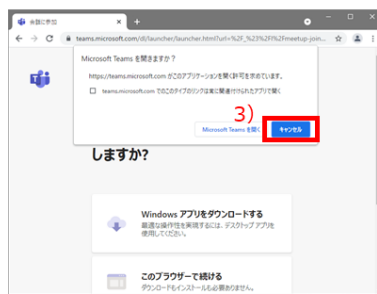 会議に参加
teams.microsoft.com/dl/launcher/launcher.html?url=%2F_%23%2Fl%2Fmeetup-join...
Microsoft Teams を開きますか？
https://teams.microsoft.com がこのアプリケーションを開く許可を求めています。
teams.microsoft.com でこのタイプのリンクは常に関連付けられたアプリで開く
3)
Microsoft Teams を開く
キャンセル
しますか?
Windows アプリをダウンロードする
最適な操作性を実現するには、デスクトップ アプリを
使用してください。
このブラウザーで続ける
ダウンロードもインストールも必要ありません。